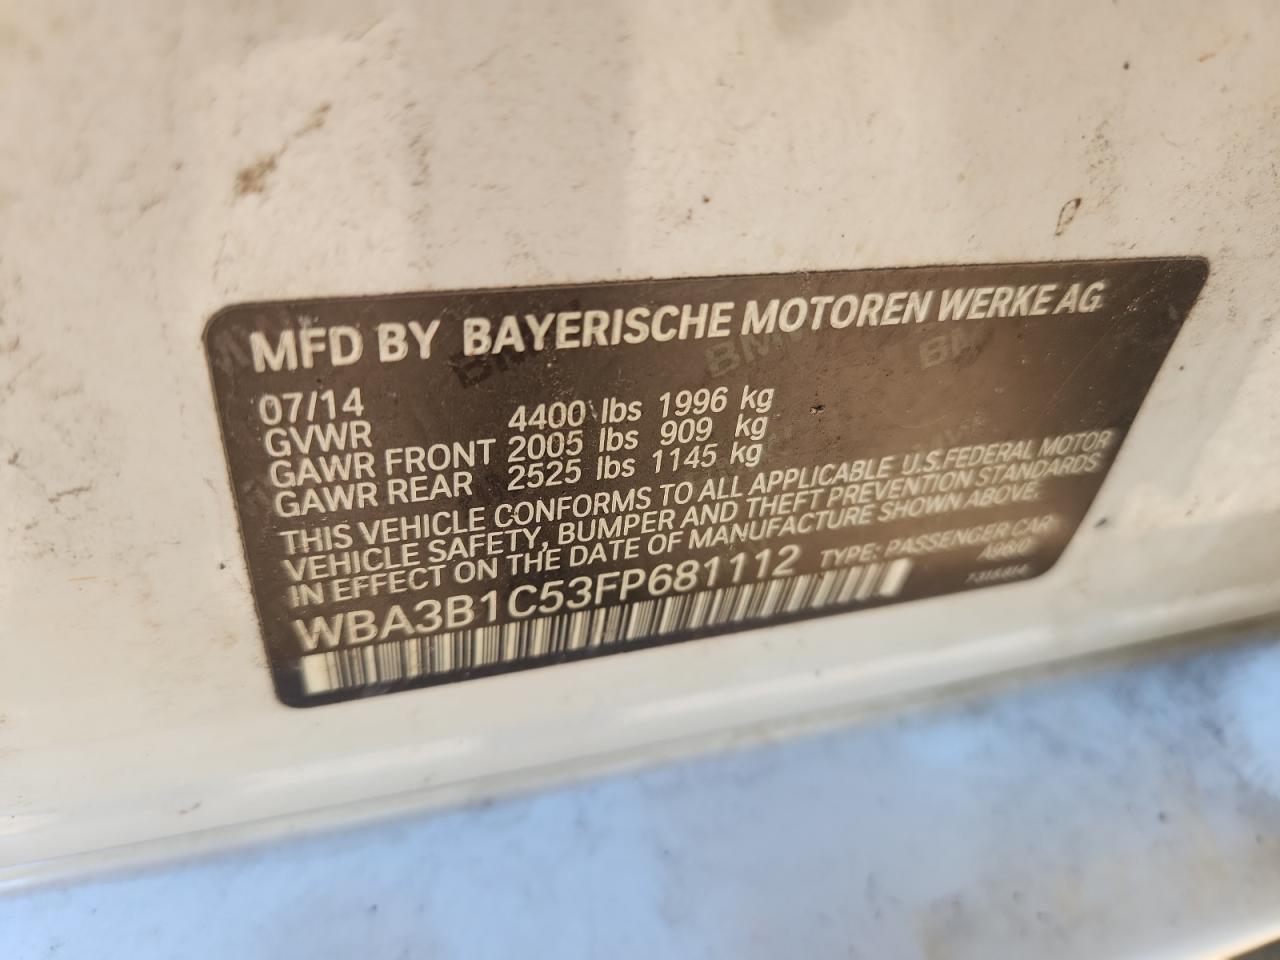 MFD BY BAYERISCHE MOTOREN WERKE AG
07/14
GVWR 4400 lbs 1996 kg
GAWR FRONT 2005 lbs 909 kg
GAWR REAR 2525 lbs 1145 kg
THIS VEHICLE CONFORMS TO ALL APPLICABLE U.S.FEDERAL MOTOR
VEHICLE SAFETY, BUMPER AND THEFT PREVENTION STANDARDS
IN EFFECT ON THE DATE OF MANUFACTURE SHOWN ABOVE.
WBA3B1C53FP681112 TYPE: PASSENGER CAR